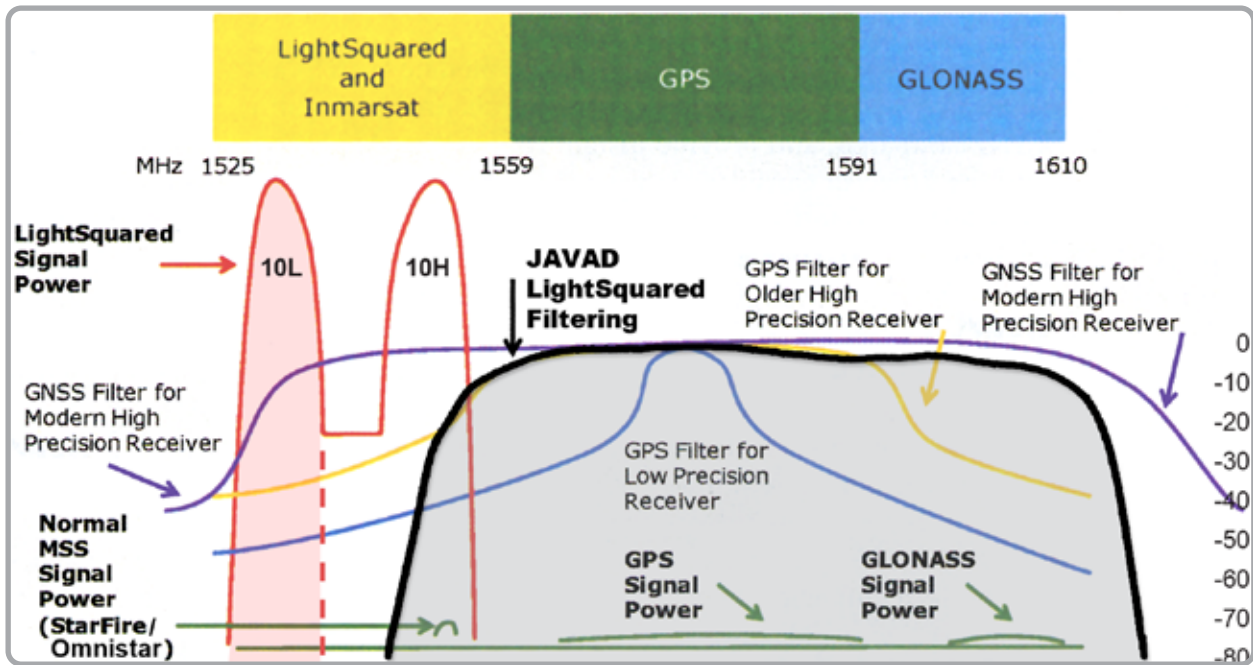 LightSquared
and
Inmarsat
GPS
GLONASS
MHz 1525 1559 1591 1610
LightSquared
Signal
Power
10L
10H
JAVAD
LightSquared
Filtering
GPS Filter for
Older High
Precision Receiver
GNSS Filter for
Modern High
Precision Receiver
GNSS Filter for
Modern High
Precision Receiver
GPS Filter for
Low Precision
Receiver
Normal
MSS
Signal
Power
(StarFire/
Omnistar)
GPS
Signal
Power
GLONASS
Signal
Power
0
-10
-20
-30
-40
-50
-60
-70
-80